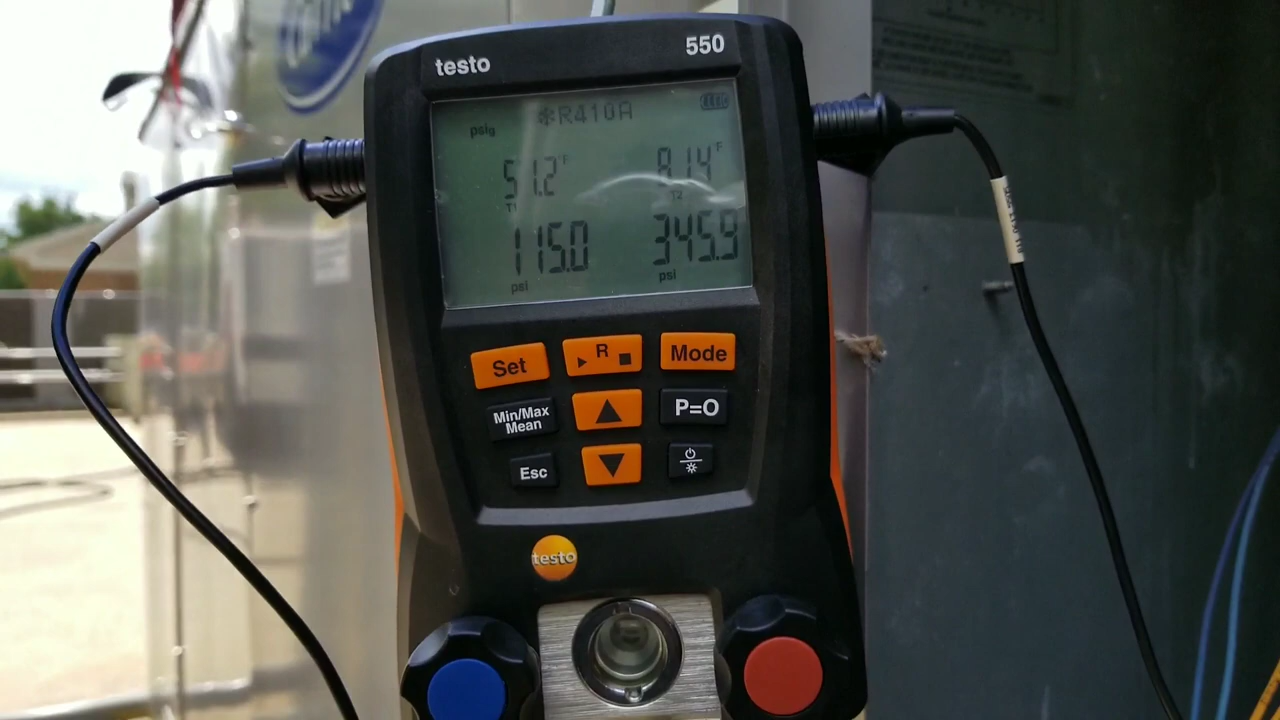 testo
550
*R410A
psig
51.2 °F
81.4 °F
T1
T2
115.0
345.9
psi
psi
Set
R
Mode
Min/Max
Mean
P=O
Esc
testo